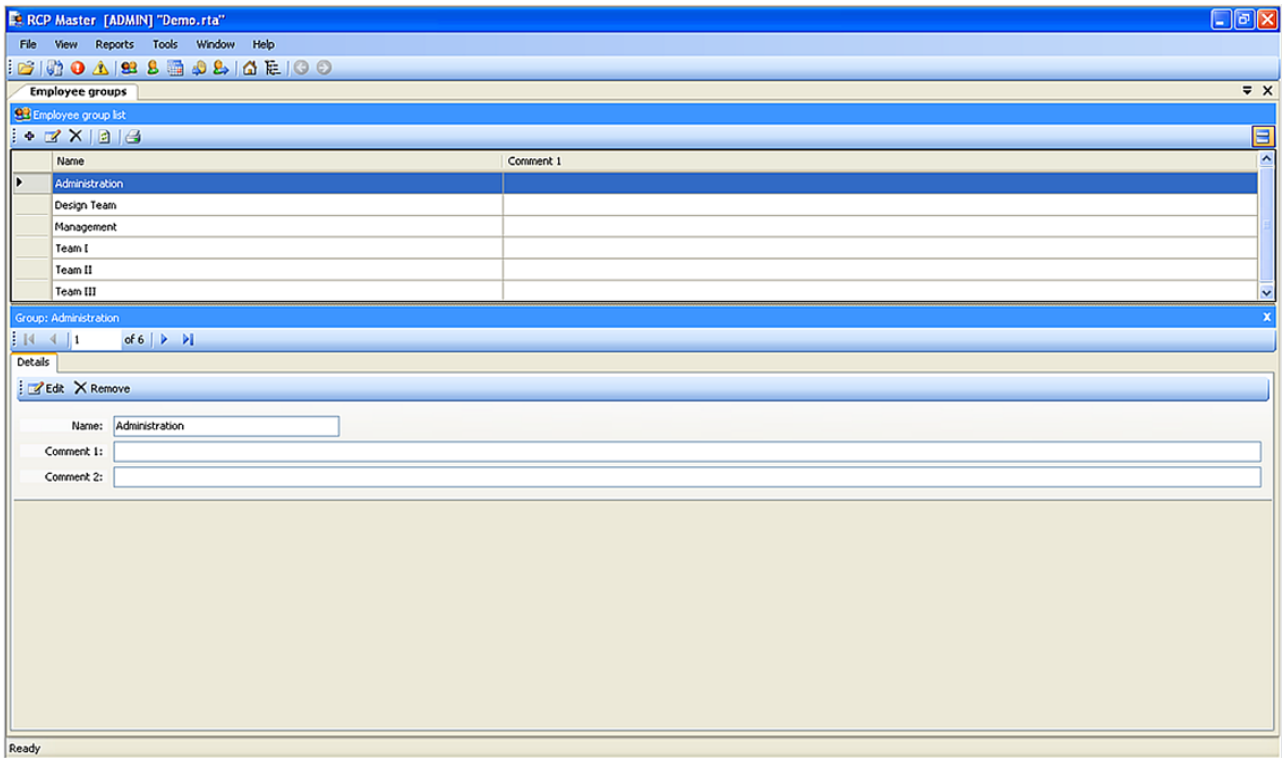 RCP Master [ADMIN] "Demo.rta"
File View Reports Tools Window Help
Employee groups
Employee group list
Name Comment 1
Administration
Design Team
Management
Team I
Team II
Team III
Group: Administration
1 of 6
Details
Edit Remove
Name: Administration
Comment 1:
Comment 2:
Ready